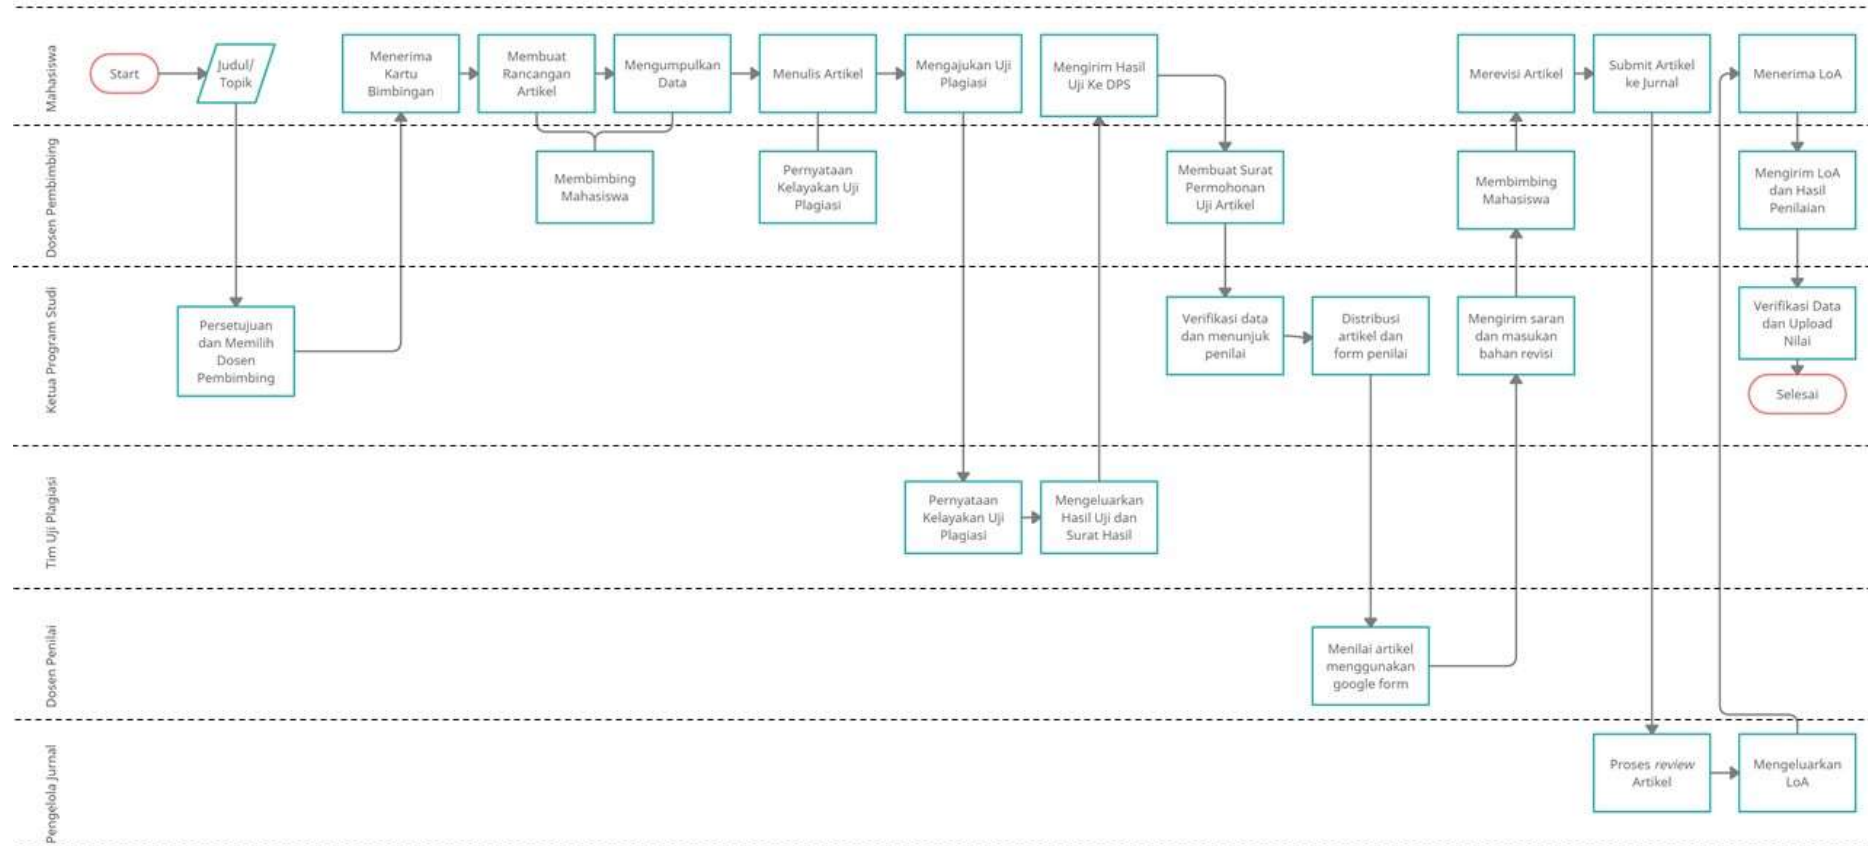 Mahasiswa
Start
Judul/
Topik
Menerima
Kartu
Bimbingan
Membuat
Rancangan
Artikel
Mengumpulkan
Data
Menulis Artikel
Mengajukan Uji
Plagiasi
Mengirim Hasil
Uji Ke DPS
Merevisi Artikel
Submit Artikel
ke Jurnal
Menerima LoA
Dosen Pembimbing
Membimbing
Mahasiswa
Pernyataan
Kelayakan Uji
Plagiasi
Membuat Surat
Permohonan
Uji Artikel
Membimbing
Mahasiswa
Mengirim LoA
dan Hasil
Penilaian
Ketua Program Studi
Persetujuan
dan Memilih
Dosen
Pembimbing
Verifikasi data
dan menunjuk
penilai
Distribusi
artikel dan
form penilai
Mengirim saran
dan masukan
bahan revisi
Verifikasi Data
dan Upload
Nilai
Selesai
Tim Uji Plagiasi
Pernyataan
Kelayakan Uji
Plagiasi
Mengeluarkan
Hasil Uji dan
Surat Hasil
Dosen Penilai
Menilai artikel
menggunakan
google form
Pengelola Jurnal
Proses review
Artikel
Mengeluarkan
LoA